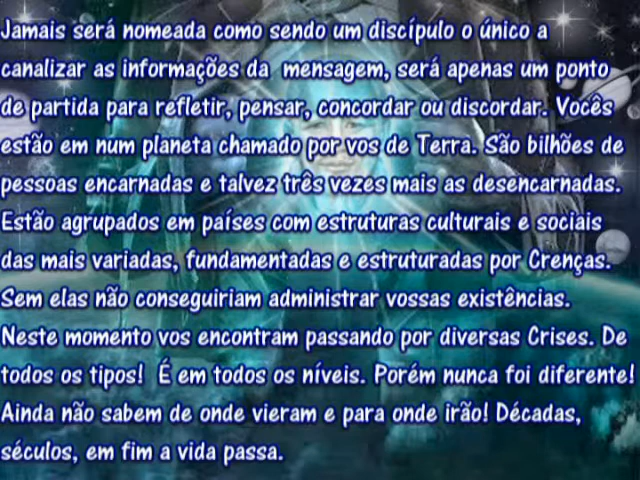 Jamais será nomeada como sendo um discípulo o único a
canalizar as informações da mensagem, será apenas um ponto
de partida para refletir, pensar, concordar ou discordar. Vocês
estão em num planeta chamado por vos de Terra. São bilhões de
pessoas encarnadas e talvez três vezes mais as desencarnadas.
Estão agrupados em países com estruturas culturais e sociais
das mais variadas, fundamentadas e estruturadas por Crenças.
Sem elas não conseguiriam administrar vossas existências.
Neste momento vos encontram passando por diversas Crises. De
todos os tipos! É em todos os níveis. Porém nunca foi diferente!
Ainda não sabem de onde vieram e para onde irão! Décadas,
séculos, em fim a vida passa.